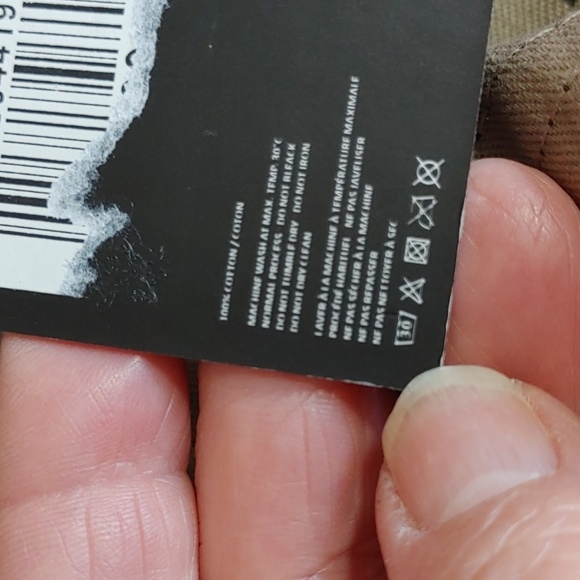 100% COTTON / COTON
MACHINE WASH AT MAX. TEMP. 30°C
NORMAL PROCESS DO NOT BLEACK
DO NOT TUMBLE DRY DO NOT IRON
DO NOT DRY CLEAN
LAVER À LA MACHINE À TEMPÉRATURE MAXIMALE
PROCÉDÉ HABITUEL NE PAS JAVELISER
NE PAS SÉCHER À LA MACHINE
NE PAS REPASSER
NE PAS NETTOYER À SEC
30